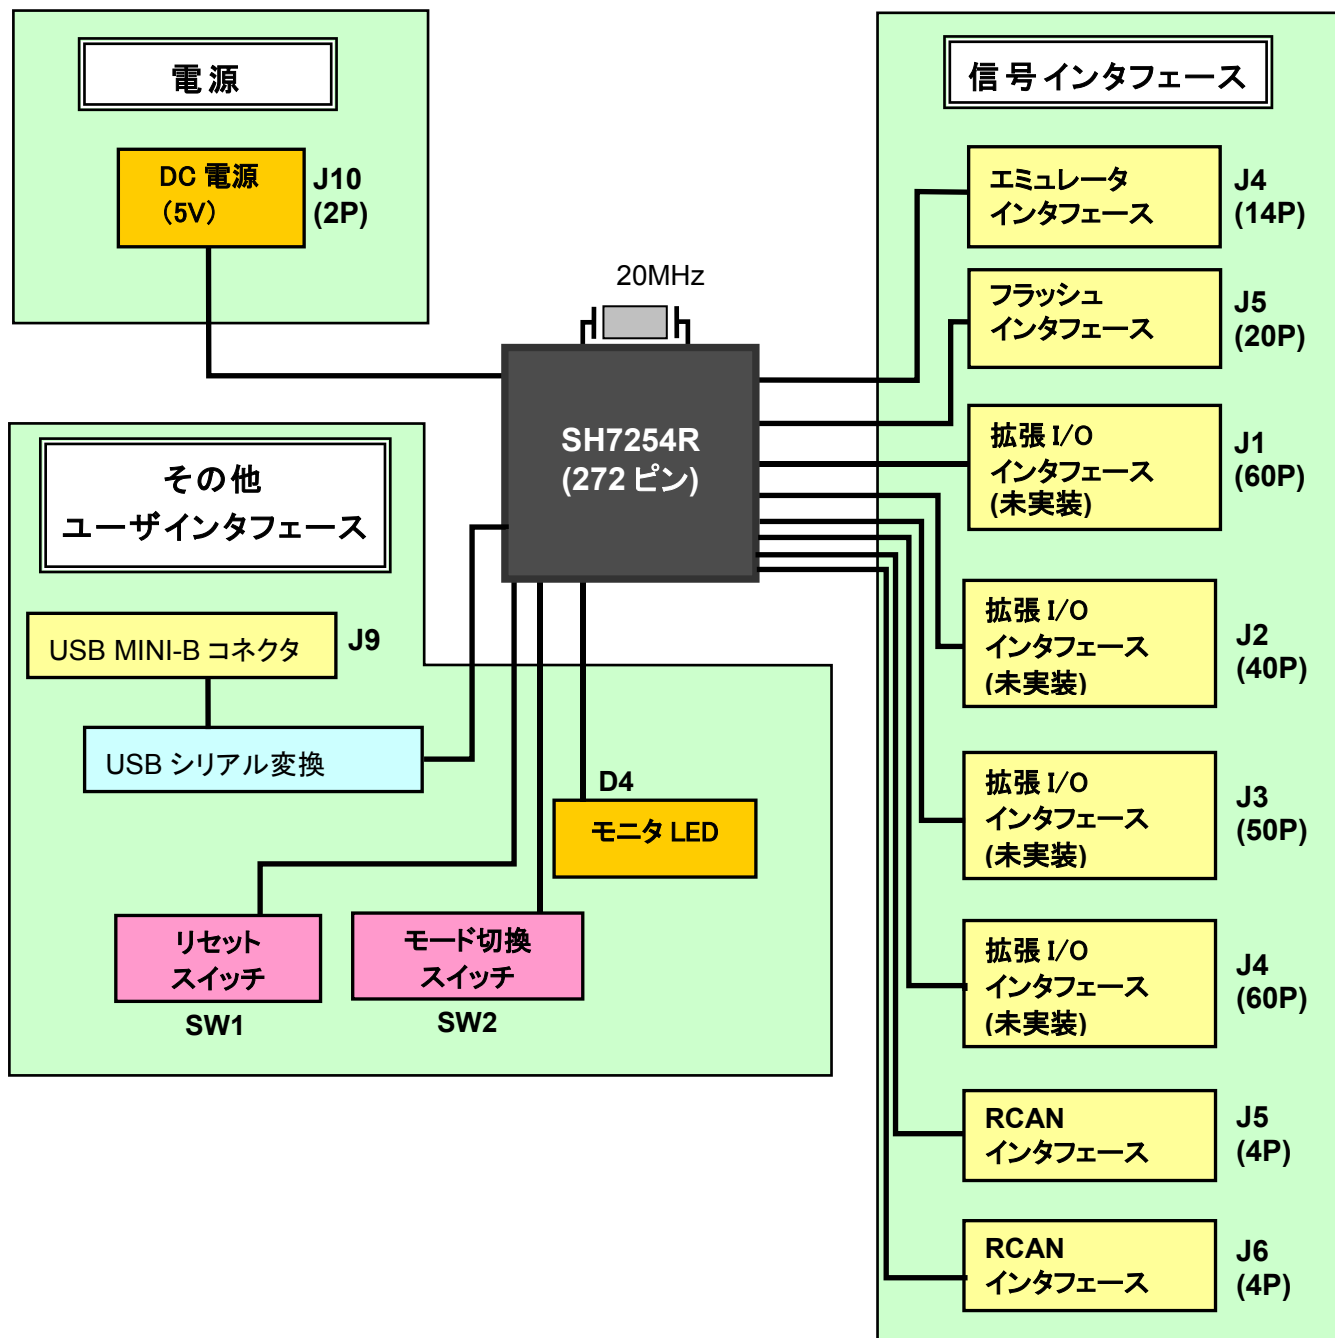 電源
DC 電源
（5V）
J10
(2P)
20MHz
SH7254R
(272 ピン)
その他
ユーザインタフェース
USB MINI-B コネクタ
J9
USB シリアル変換
D4
モニタ LED
リセット
スイッチ
SW1
モード切換
スイッチ
SW2
信号インタフェース
エミュレータ
インタフェース
J4
(14P)
フラッシュ
インタフェース
J5
(20P)
拡張 I/O
インタフェース
(未実装)
J1
(60P)
拡張 I/O
インタフェース
(未実装)
J2
(40P)
拡張 I/O
インタフェース
(未実装)
J3
(50P)
拡張 I/O
インタフェース
(未実装)
J4
(60P)
RCAN
インタフェース
J5
(4P)
RCAN
インタフェース
J6
(4P)